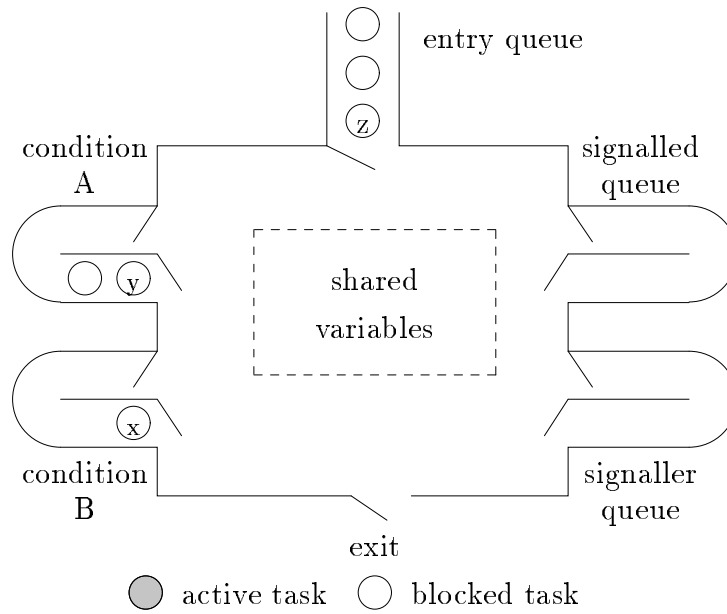 entry queue
z
condition
A
signalled
queue
y
shared
variables
x
condition
B
signaller
queue
exit
active task
blocked task